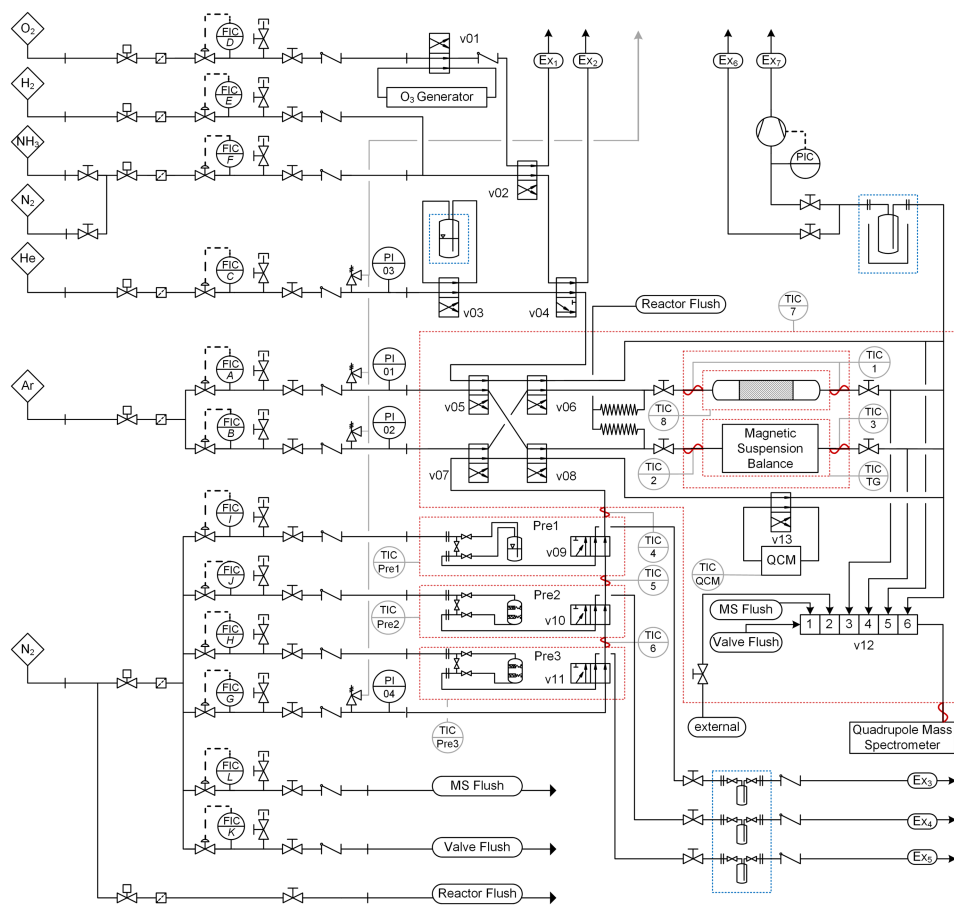 O2
FIC
D
v01
Ex1
Ex2
Ex6
Ex7
H2
FIC
E
O3 Generator
NH3
FIC
F
PIC
v02
N2
He
FIC
C
PI
03
v03
v04
Reactor Flush
TIC
7
Ar
FIC
A
PI
01
v05
v06
TIC
1
TIC
8
FIC
B
PI
02
v07
v08
Magnetic
Suspension
Balance
TIC
3
TIC
2
TIC
TG
FIC
I
Pre1
v09
TIC
Pre1
TIC
4
v13
QCM
TIC
QCM
FIC
J
Pre2
v10
TIC
Pre2
TIC
5
MS Flush
Valve Flush
1 2 3 4 5 6
v12
FIC
H
N2
Pre3
v11
TIC
6
FIC
G
PI
04
TIC
Pre3
external
Quadrupole Mass
Spectrometer
FIC
L
MS Flush
Ex3
FIC
K
Valve Flush
Ex4
Ex5
Reactor Flush